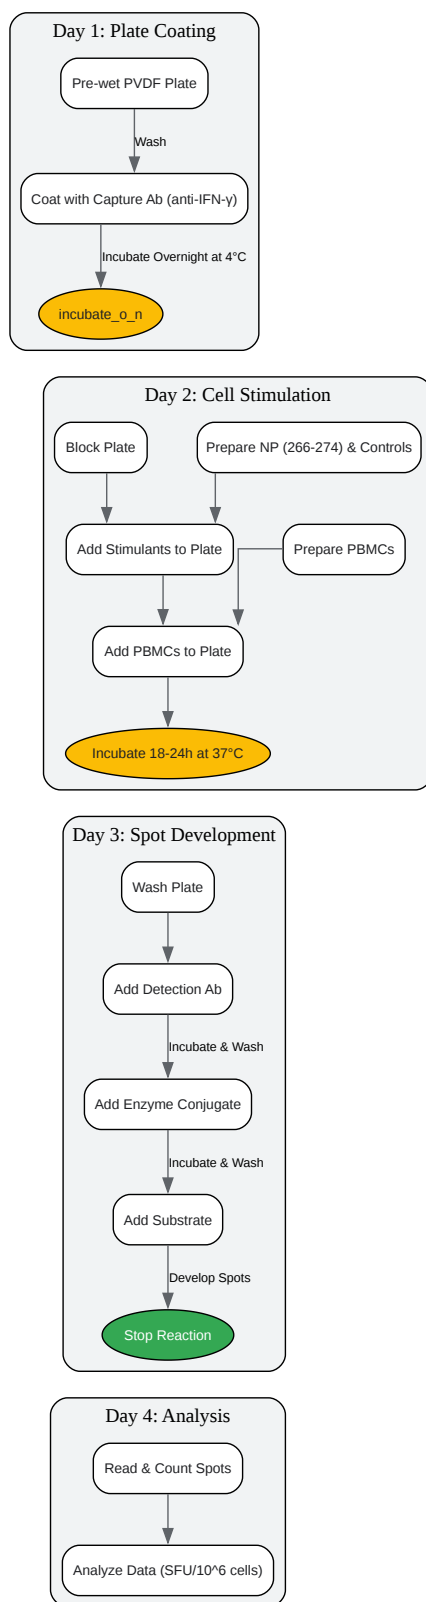 Day 1: Plate Coating
Pre-wet PVDF Plate
Wash
Coat with Capture Ab (anti-IFN-γ)
Incubate Overnight at 4°C
incubate_o_n
Day 2: Cell Stimulation
Block Plate
Prepare NP (266-274) & Controls
Add Stimulants to Plate
Prepare PBMCs
Add PBMCs to Plate
Incubate 18-24h at 37°C
Day 3: Spot Development
Wash Plate
Add Detection Ab
Incubate & Wash
Add Enzyme Conjugate
Incubate & Wash
Add Substrate
Develop Spots
Stop Reaction
Day 4: Analysis
Read & Count Spots
Analyze Data (SFU/10^6 cells)